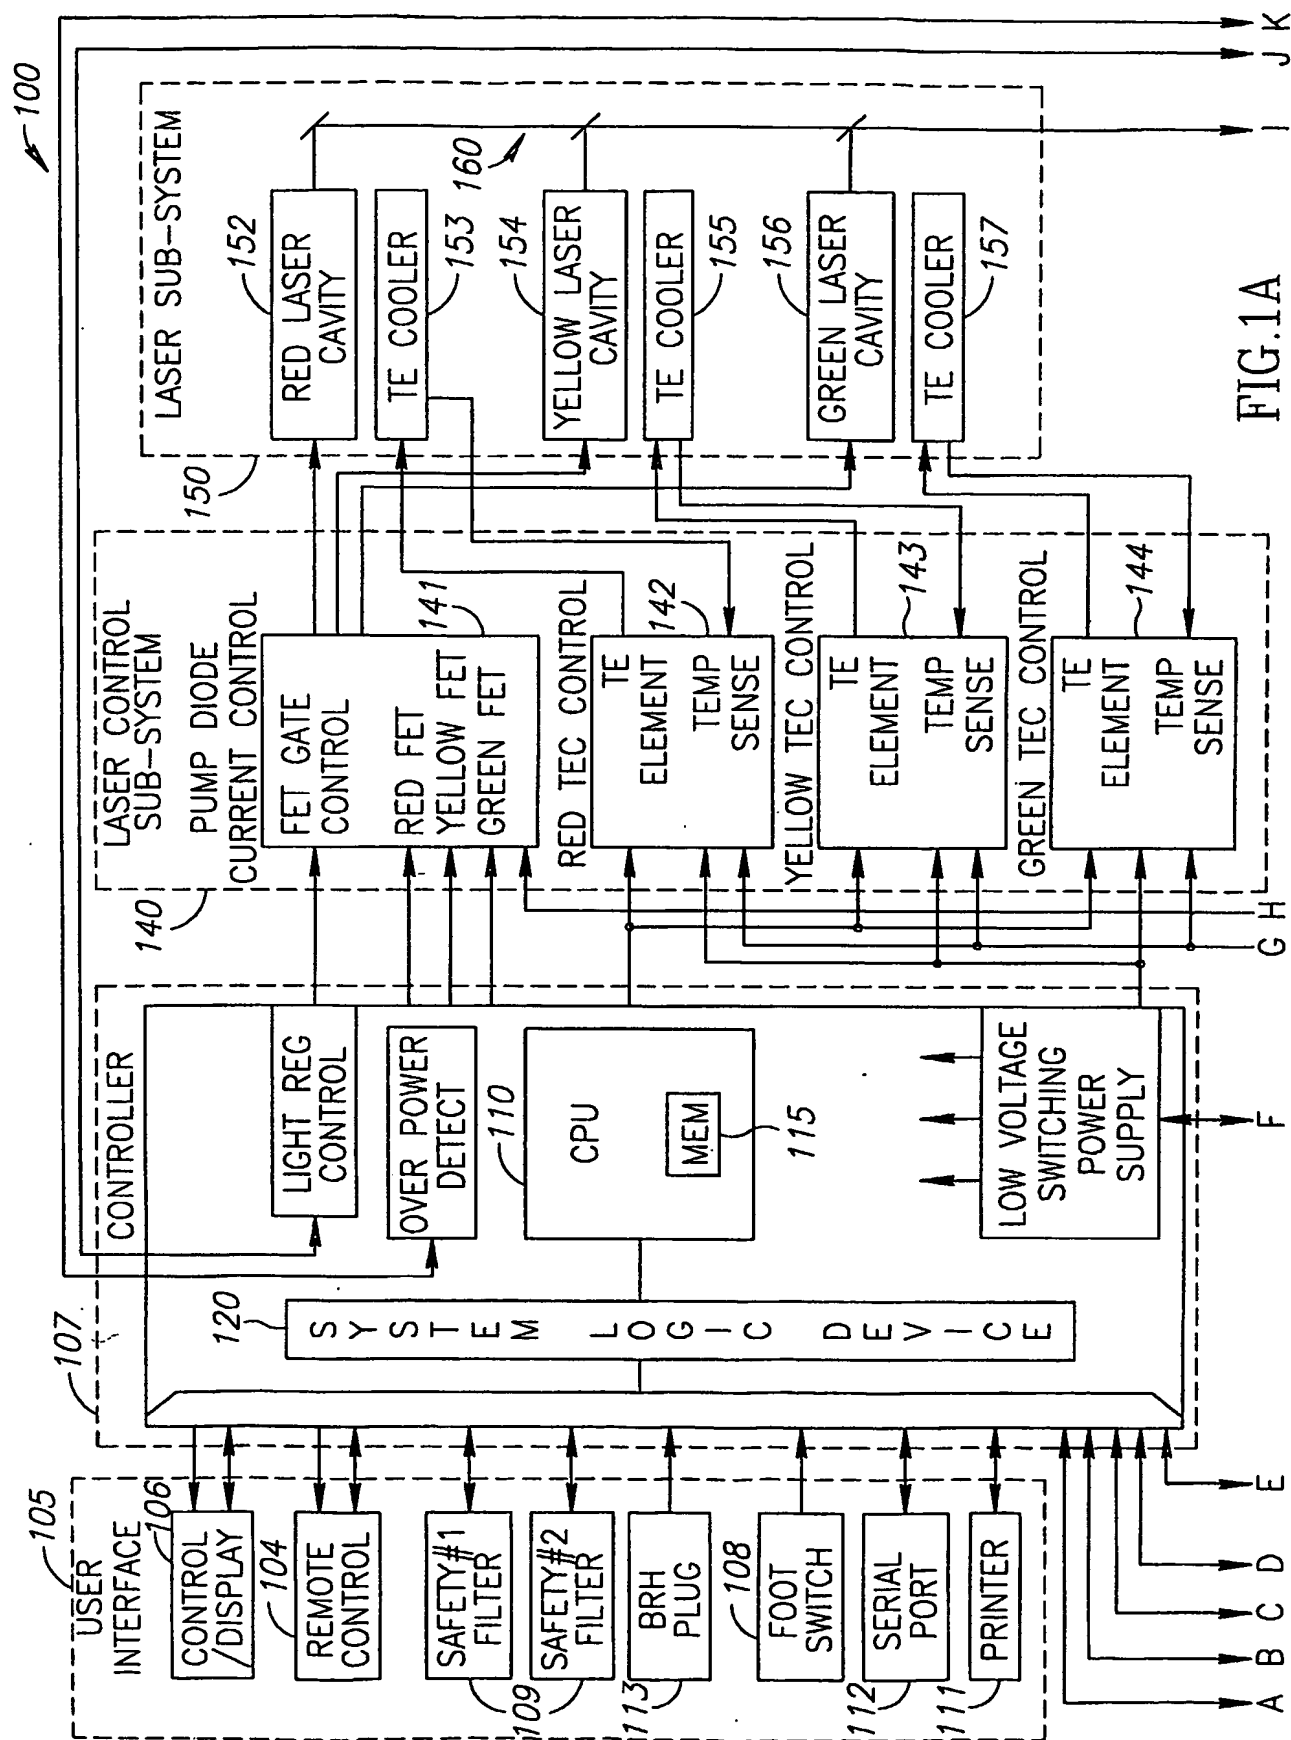 100
105
USER
INTERFACE
106
CONTROL
/DISPLAY
104
REMOTE
CONTROL
SAFETY#1
FILTER
109
SAFETY#2
FILTER
BRH
PLUG
113
108
FOOT
SWITCH
SERIAL
PORT
112
PRINTER
111
107
CONTROLLER
120
SYSTEM LOGIC DEVICE
LIGHT REG
CONTROL
OVER POWER
DETECT
110
CPU
MEM
115
LOW VOLTAGE
SWITCHING
POWER
SUPPLY
140
LASER CONTROL
SUB-SYSTEM
PUMP DIODE
CURRENT CONTROL
FET GATE
CONTROL
RED FET
YELLOW FET
GREEN FET
141
RED TEC CONTROL
TE
ELEMENT
TEMP
SENSE
142
YELLOW TEC CONTROL
TE
ELEMENT
TEMP
SENSE
143
GREEN TEC CONTROL
TE
ELEMENT
TEMP
SENSE
144
150
LASER SUB-SYSTEM
RED LASER
CAVITY
152
TE COOLER
153
160
YELLOW LASER
CAVITY
154
TE COOLER
155
GREEN LASER
CAVITY
156
TE COOLER
157
A
B
C
D
E
F
G
H
I
J
K
FIG.1A